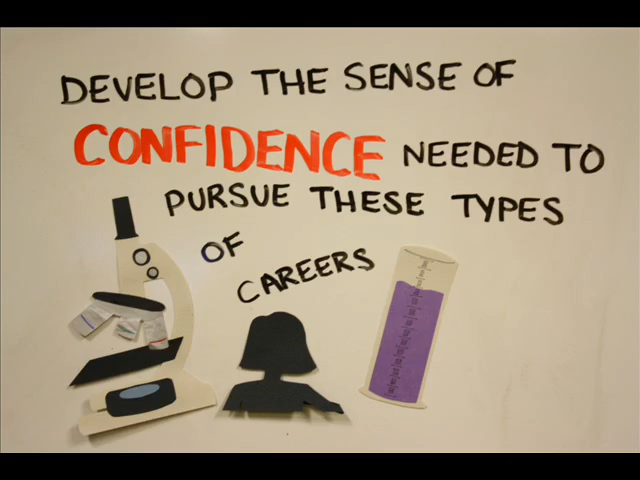 DEVELOP THE SENSE OF
CONFIDENCE NEEDED TO
PURSUE THESE TYPES
OF
CAREERS